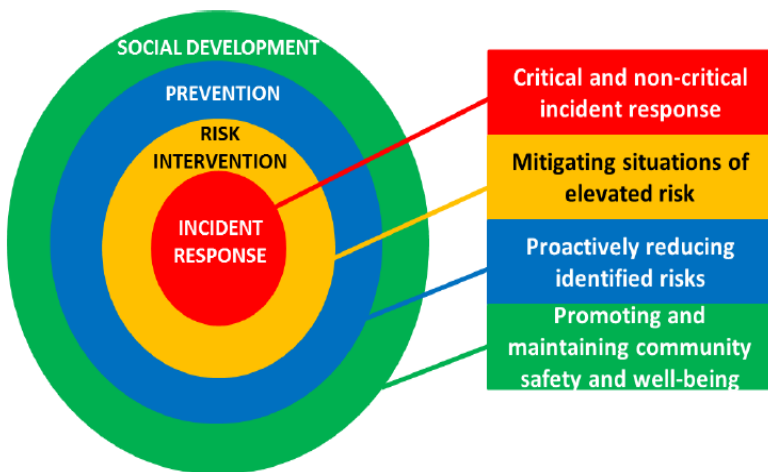 SOCIAL DEVELOPMENT
PREVENTION
RISK
INTERVENTION
INCIDENT
RESPONSE
Critical and non-critical
incident response
Mitigating situations of
elevated risk
Proactively reducing
identified risks
Promoting and
maintaining community
safety and well-being